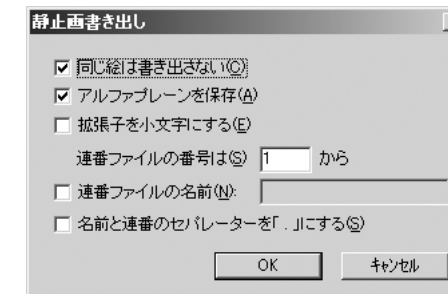 静止画書き出し
同じ絵は書き出さない(C)
アルファプレーンを保存(A)
拡張子を小文字にする(E)
連番ファイルの番号は(S) 1 から
連番ファイルの名前(N):
名前と連番のセパレーターを「 . 」にする(S)
OK キャンセル